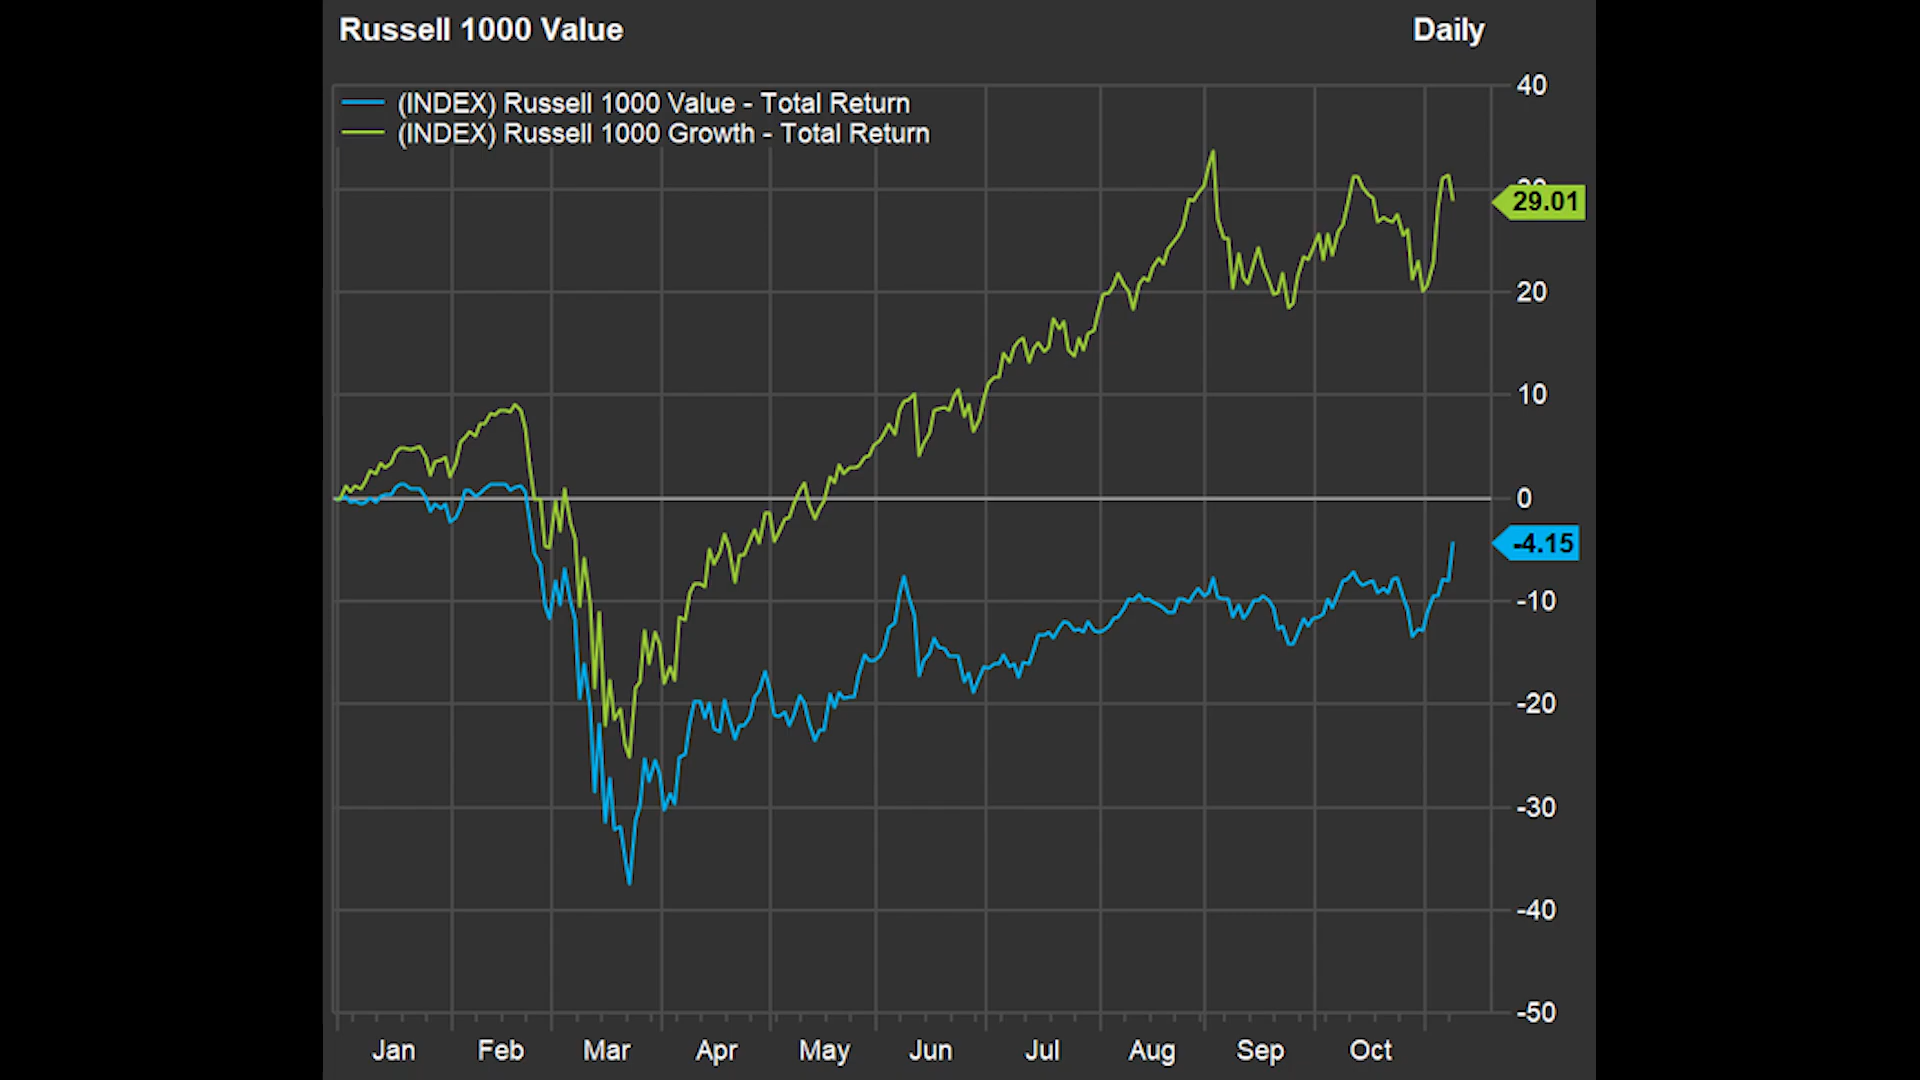 Russell 1000 Value
Daily
(INDEX) Russell 1000 Value - Total Return
(INDEX) Russell 1000 Growth - Total Return
40
29.01
20
10
0
-4.15
-10
-20
-30
-40
-50
Jan Feb Mar Apr May Jun Jul Aug Sep Oct